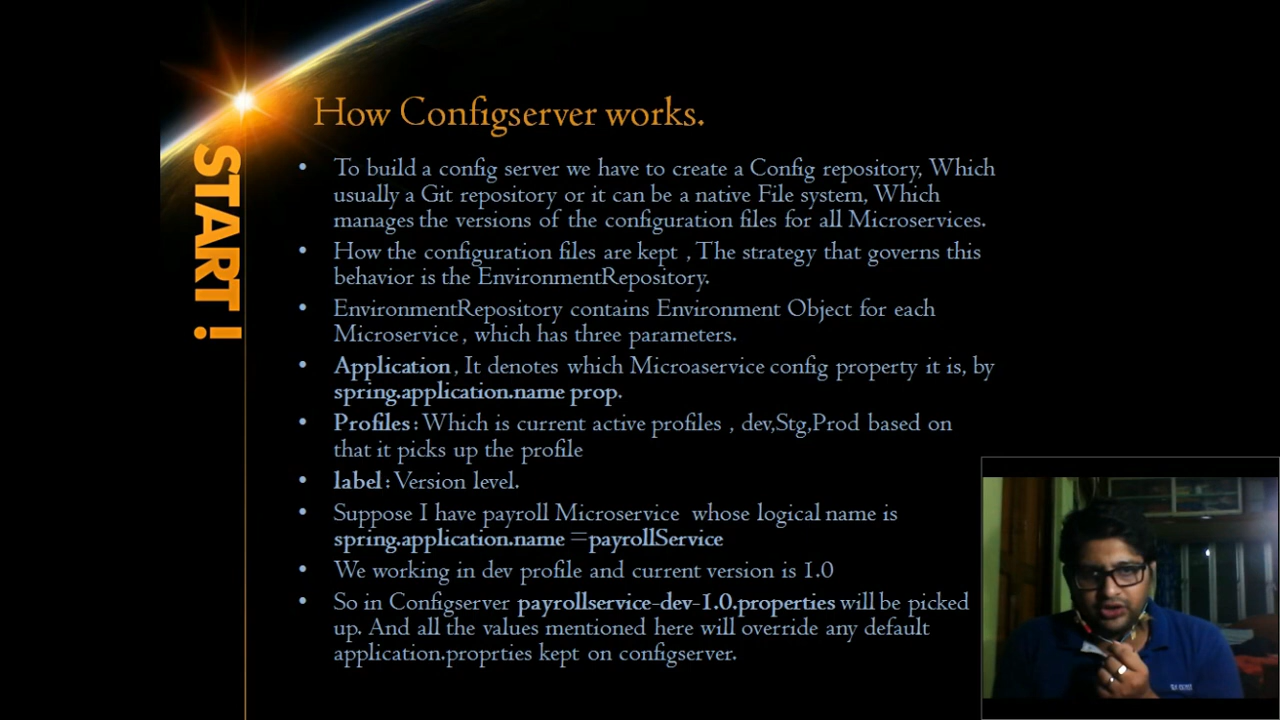 How Configserver works.
START !
• To build a config server we have to create a Config repository, Which
usually a Git repository or it can be a native File system, Which
manages the versions of the configuration files for all Microservices.
• How the configuration files are kept , The strategy that governs this
behavior is the EnvironmentRepository.
• EnvironmentRepository contains Environment Object for each
Microservice , which has three parameters.
• Application , It denotes which Microaservice config property it is, by
spring.application.name prop.
• Profiles : Which is current active profiles , dev,Stg,Prod based on
that it picks up the profile
• label : Version level.
• Suppose I have payroll Microservice whose logical name is
spring.application.name =payrollService
• We working in dev profile and current version is 1.0
• So in Configserver payrollservice-dev-1.0.properties will be picked
up. And all the values mentioned here will override any default
application.proprties kept on configserver.